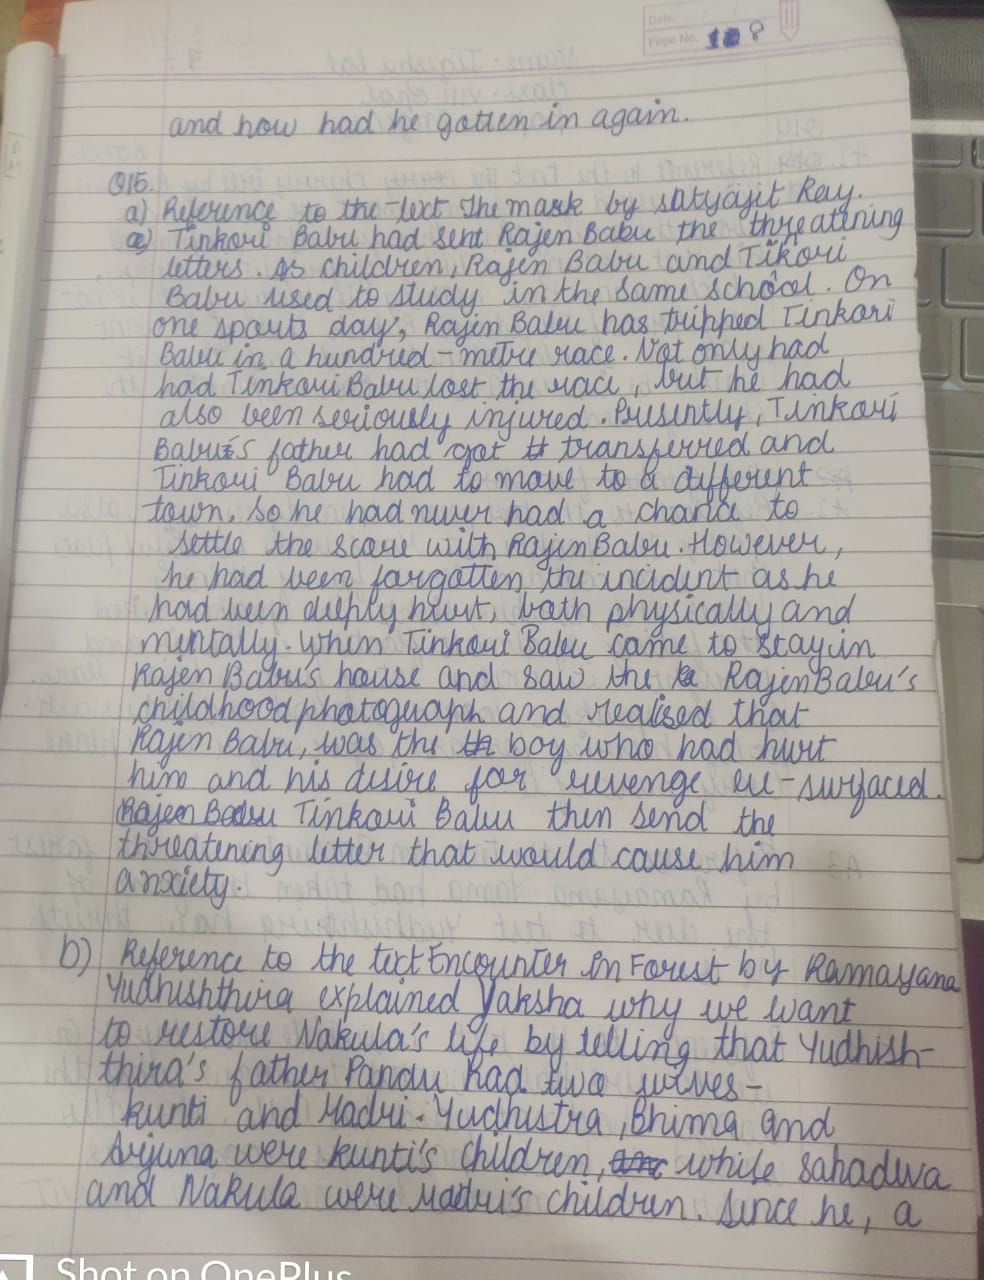 Date: / /
Page No. 8
and how had he gotten in again.
Q15.
a) Reference to the text The mask by satyajit Ray.
a) Tinkori Babu had sent Rajen Babu the threatining
letters. As children, Rajen Babu and Tikori
Babu used to study in the same school. On
one sports day, Rajen Babu has tripped Tinkori
Babu in a hundred-metre race. Not only had
had Tinkori Babu lost the race, but he had
also been seriously injured. Presently, Tinkori
Babu's father had got transferred and
Tinkori Babu had to move to a different
town, so he had never had a chance to
settle the score with Rajen Babu. However,
he had been forgotten, the incident as he
had been deeply hurt, both physically and
mentally. When Tinkori Babu came to stay in
Rajen Babu's house and saw the Rajen Babu's
childhood photograph and realised that
Rajen Babu, was the boy who had hurt
him and his desire for revenge re-surfaced.
Rajen Babu Tinkori Babu then send the
threatening letter that would cause him
anxiety.
b) Reference to the text Encounter In Forest by Ramayana
Yudhishthira explained Yaksha why we want
to restore Nakula's life by telling that Yudhish-
thira's father Pandu had two wives-
kunti and Madri. Yudhustra, Bhima and
Arjuna were kunti's children, while Sahadwa
and Nakula were Madri's children. Since he, a
Shot on OnePlus